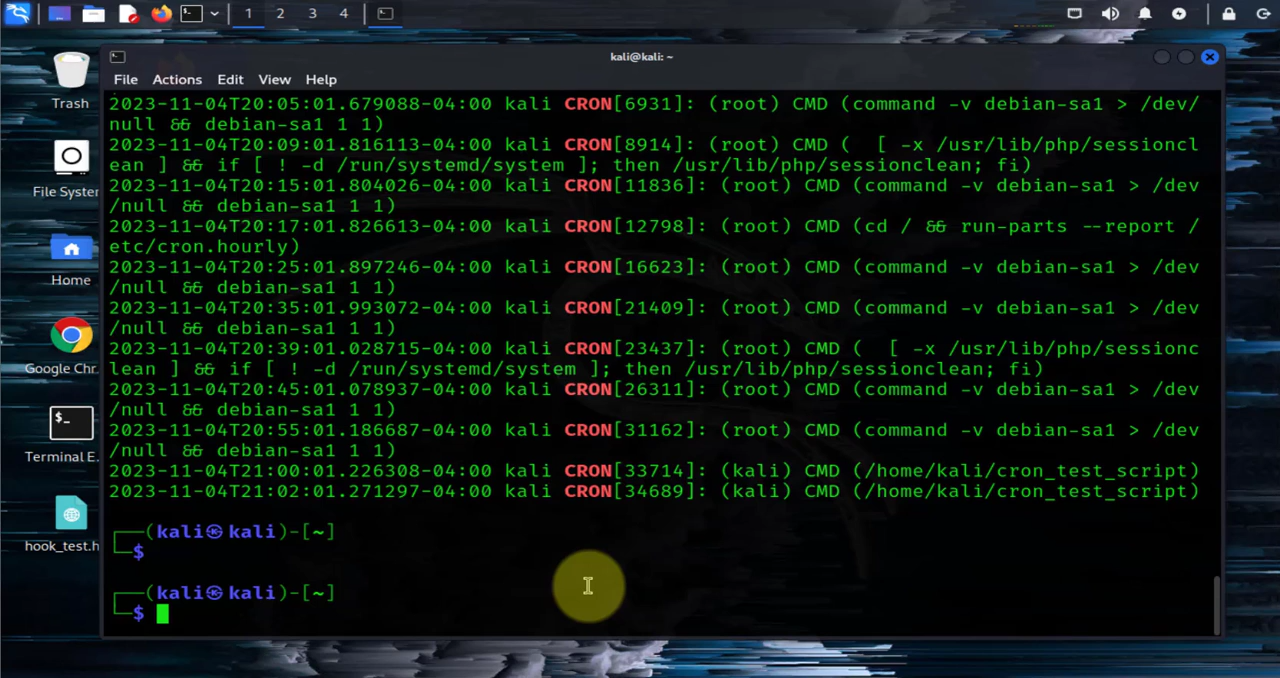 1 2 3 4
kali@kali: ~
File Actions Edit View Help
2023-11-04T20:05:01.679088-04:00 kali CRON[6931]: (root) CMD (command -v debian-sa1 > /dev/
null && debian-sa1 1 1)
2023-11-04T20:09:01.816113-04:00 kali CRON[8914]: (root) CMD (  [ -x /usr/lib/php/sessioncl
ean ] && if [ ! -d /run/systemd/system ]; then /usr/lib/php/sessionclean; fi)
2023-11-04T20:15:01.804026-04:00 kali CRON[11836]: (root) CMD (command -v debian-sa1 > /dev
/null && debian-sa1 1 1)
2023-11-04T20:17:01.826613-04:00 kali CRON[12798]: (root) CMD (cd / && run-parts --report /
etc/cron.hourly)
2023-11-04T20:25:01.897246-04:00 kali CRON[16623]: (root) CMD (command -v debian-sa1 > /dev
/null && debian-sa1 1 1)
2023-11-04T20:35:01.993072-04:00 kali CRON[21409]: (root) CMD (command -v debian-sa1 > /dev
/null && debian-sa1 1 1)
2023-11-04T20:39:01.028715-04:00 kali CRON[23437]: (root) CMD (  [ -x /usr/lib/php/sessionc
lean ] && if [ ! -d /run/systemd/system ]; then /usr/lib/php/sessionclean; fi)
2023-11-04T20:45:01.078937-04:00 kali CRON[26311]: (root) CMD (command -v debian-sa1 > /dev
/null && debian-sa1 1 1)
2023-11-04T20:55:01.186687-04:00 kali CRON[31162]: (root) CMD (command -v debian-sa1 > /dev
/null && debian-sa1 1 1)
2023-11-04T21:00:01.226308-04:00 kali CRON[33714]: (kali) CMD (/home/kali/cron_test_script)
2023-11-04T21:02:01.271297-04:00 kali CRON[34689]: (kali) CMD (/home/kali/cron_test_script)
┌──(kali㉿kali)-[~]
└─$
┌──(kali㉿kali)-[~]
└─$
Trash
File System
Home
Google Chr...
Terminal E...
hook_test.h